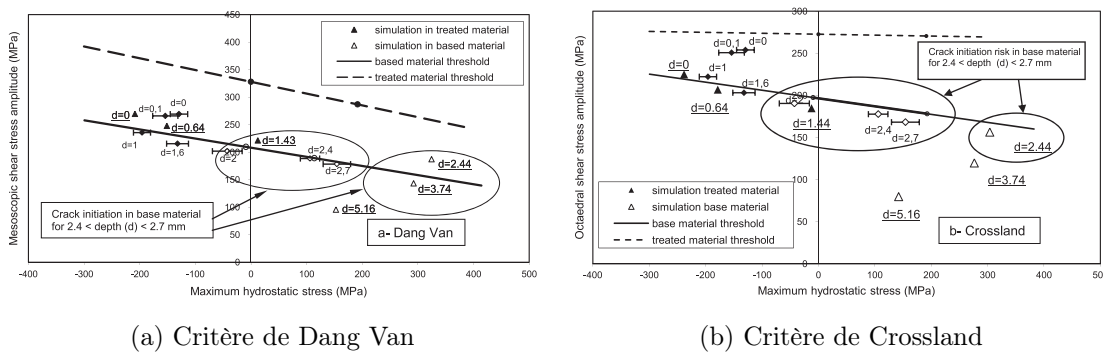 450
400
350
300
250
200
150
100
50
0
-400
-300
-200
-100
0
100
200
300
400
500
Mesoscopic shear stress amplitude (MPa)
Maximum hydrostatic stress (MPa)
simulation in treated material
simulation in based material
based material threshold
treated material threshold
d=0
d=0,1
d=0
d=0.64
d=1
d=1,6
d=2
d=1.43
d=2,4
d=2,7
d=2.44
d=3.74
d=5.16
Crack initiation in base material
for 2.4 < depth (d) < 2.7 mm
a- Dang Van
(a) Critère de Dang Van
300
250
200
150
100
50
0
-400
-300
-200
-100
0
100
200
300
400
50
Octaedral shear stress amplitude (MPa)
Maximum hydrostatic stress (MPa)
Crack initiation risk in base material
for 2.4 < depth (d) < 2.7 mm
d=0,1
d=0
d=0
d=1
d=0.64
d=1,6
d=2
d=1.44
d=2,4
d=2,7
d=2.44
d=3.74
d=5.16
simulation treated material
simulation base material
base material threshold
treated material threshold
b- Crossland
(b) Critère de Crossland